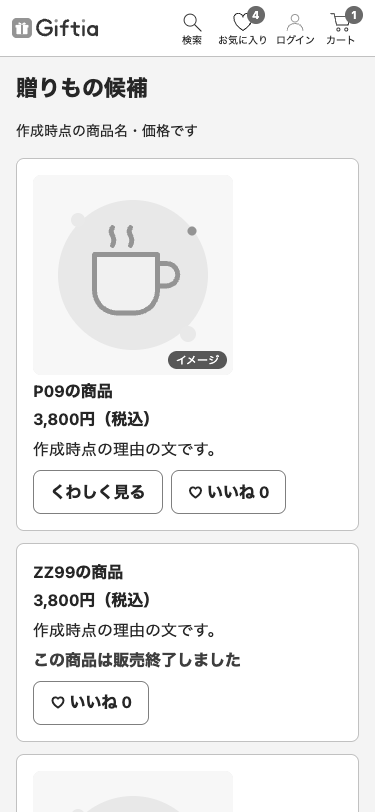 Giftia
4
1
検索
お気に入り
ログイン
カート
贈りもの候補
作成時点の商品名・価格です
イメージ
P09の商品
3,800円（税込）
作成時点の理由の文です。
くわしく見る
♡ いいね 0
ZZ99の商品
3,800円（税込）
作成時点の理由の文です。
この商品は販売終了しました
♡ いいね 0